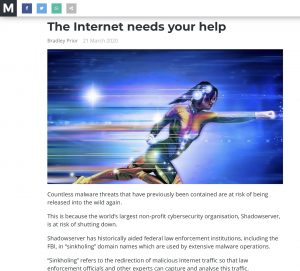 M
The Internet needs your help
Bradley Prior 21 March 2020
Countless malware threats that have previously been contained are at risk of being
released into the wild again.
This is because the world's largest non-profit cybersecurity organisation, Shadowserver,
is at risk of shutting down.
Shadowserver has historically aided federal law enforcement institutions, including the
FBI, in "sinkholing" domain names which are used by extensive malware operations.
"Sinkholing" refers to the redirection of malicious Internet traffic so that law
enforcement officials and other experts can capture and analyse this traffic.